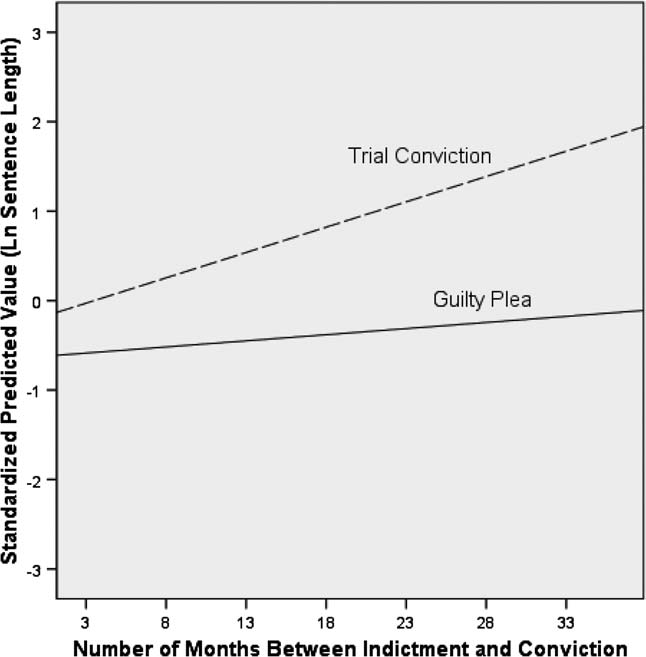 Standardized Predicted Value (Ln Sentence Length)
3
2
1
0
-1
-2
-3
Trial Conviction
Guilty Plea
3 8 13 18 23 28 33
Number of Months Between Indictment and Conviction